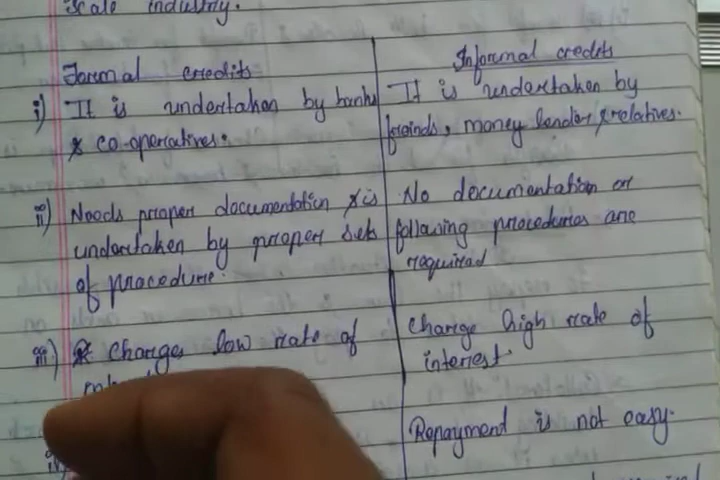 scale industry.
Formal credits
i) It is undertaken by banks
& co-operatives.
ii) Needs proper documentation & is
undertaken by proper sets
of procedure.
iii) Charges low rate of
Informal credits
It is undertaken by
freinds, money lender & relatives.
No documentation or
following procedures are
required
Charge high rate of
interest.
Repayment is not easy.